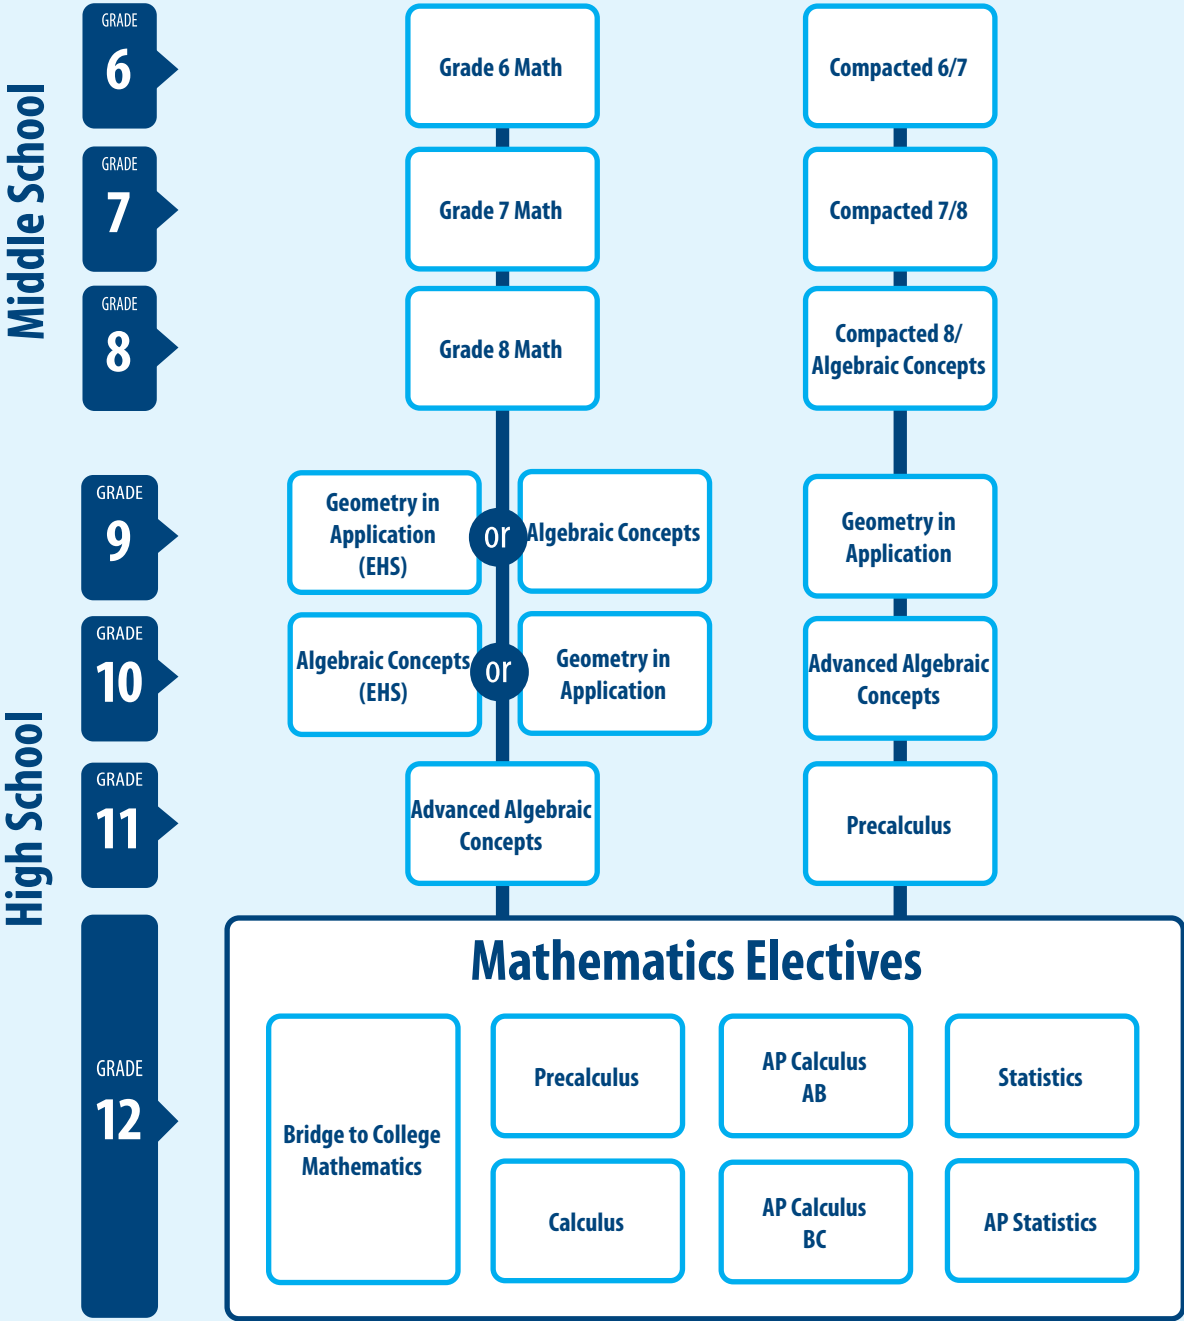 Middle School
GRADE
6
Grade 6 Math
Compacted 6/7
GRADE
7
Grade 7 Math
Compacted 7/8
GRADE
8
Grade 8 Math
Compacted 8/
Algebraic Concepts
High School
GRADE
9
Geometry in
Application
(EHS)
or
Algebraic Concepts
Geometry in
Application
GRADE
10
Algebraic Concepts
(EHS)
or
Geometry in
Application
Advanced Algebraic
Concepts
GRADE
11
Advanced Algebraic
Concepts
Precalculus
GRADE
12
Mathematics Electives
Bridge to College
Mathematics
Precalculus
AP Calculus
AB
Statistics
Calculus
AP Calculus
BC
AP Statistics